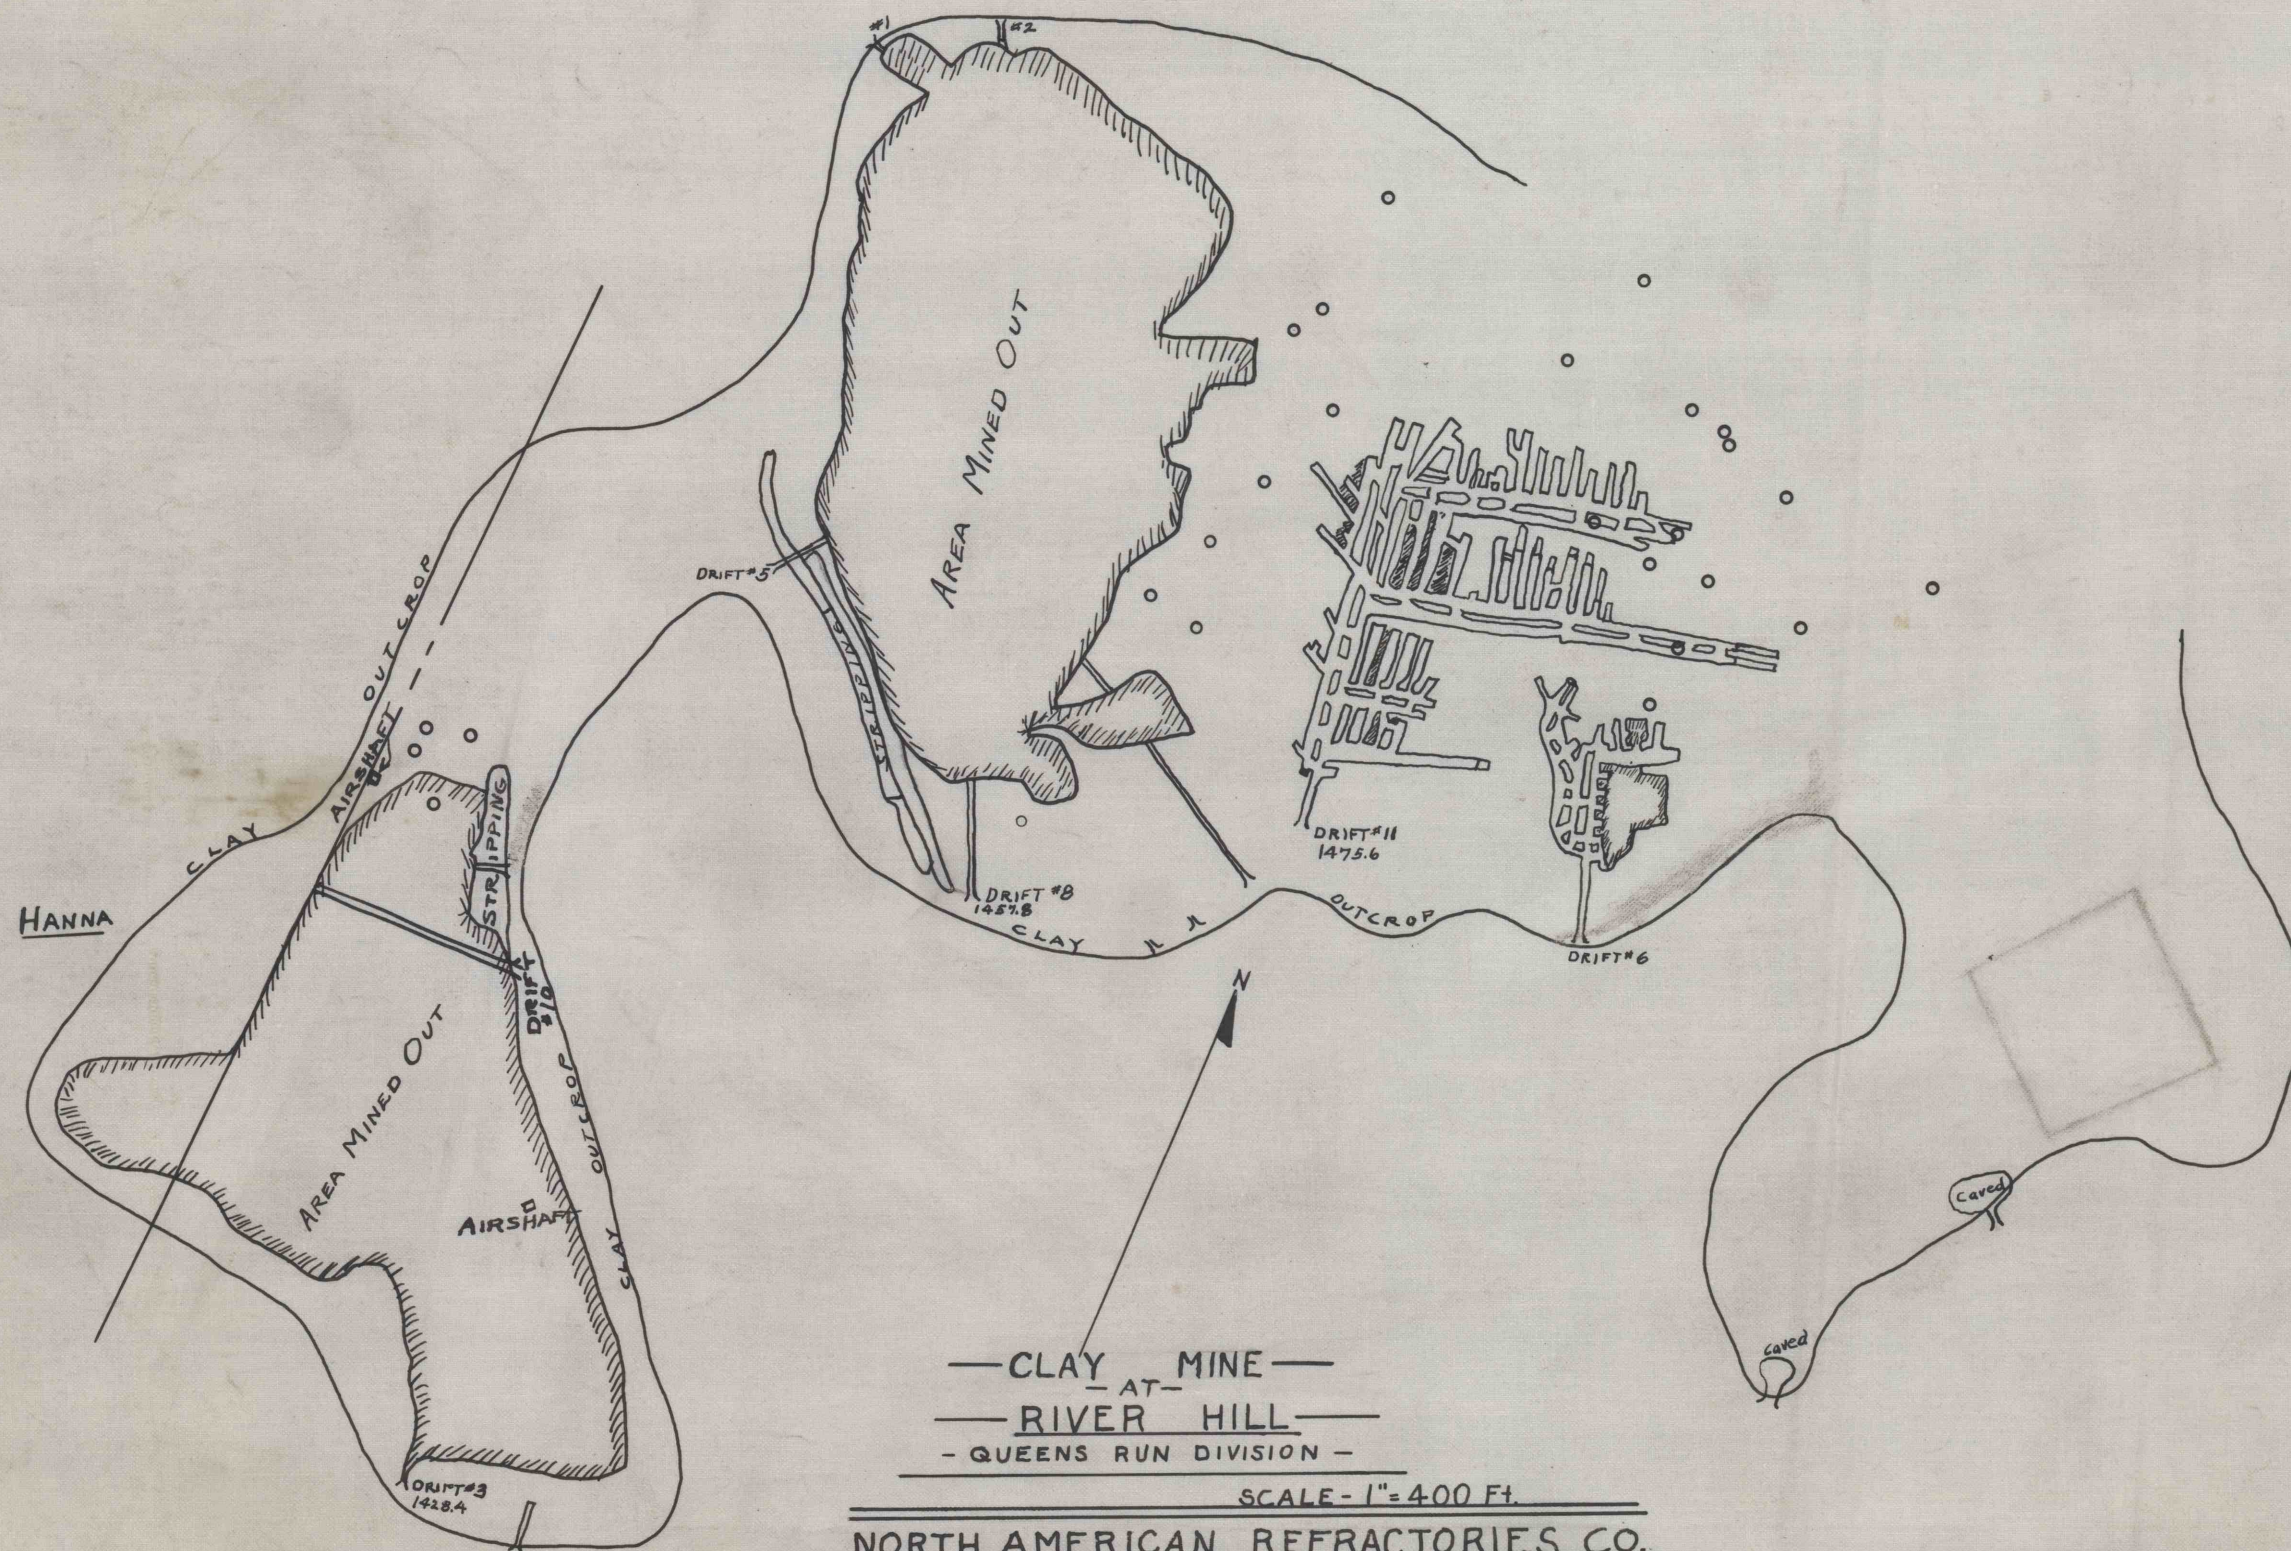 #1
#2
AREA MINED OUT
DRIFT #5
STRIPPING
CLAY OUTCROP
AIRSHAFT
STRIPPING
HANNA
DRIFT #10
AREA MINED OUT
AIRSHAFT
CLAY OUTCROP
DRIFT #3
1428.4
DRIFT #8
1457.8
CLAY OUTCROP
DRIFT #11
1475.6
DRIFT #6
N
Caved
Caved
—CLAY MINE—
—AT—
—RIVER HILL—
- QUEENS RUN DIVISION -
SCALE - 1" = 400 Ft.
NORTH AMERICAN REFRACTORIES CO.